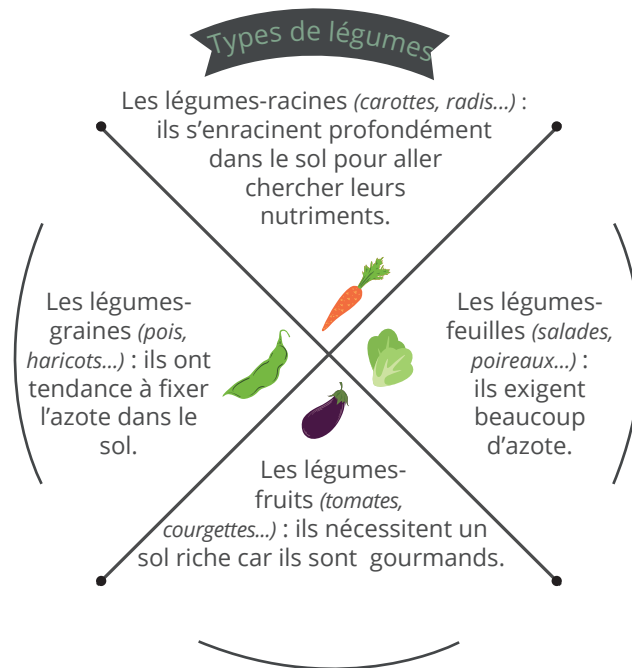 Types de légumes
Les légumes-racines (carottes, radis...) :
ils s’enracinent profondément
dans le sol pour aller
chercher leurs
nutriments.
Les légumes-
graines (pois,
haricots...) : ils ont
tendance à fixer
l’azote dans le
sol.
Les légumes-
feuilles (salades,
poireaux...) :
ils exigent
beaucoup
d’azote.
Les légumes-
fruits (tomates,
courgettes...) : ils nécessitent un
sol riche car ils sont  gourmands.